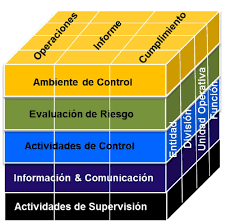 Operaciones
Informe
Cumplimiento
Ambiente de Control
Evaluación de Riesgo
Actividades de Control
Información & Comunicación
Actividades de Supervisión
Entidad
División
Unidad Operativa
Función